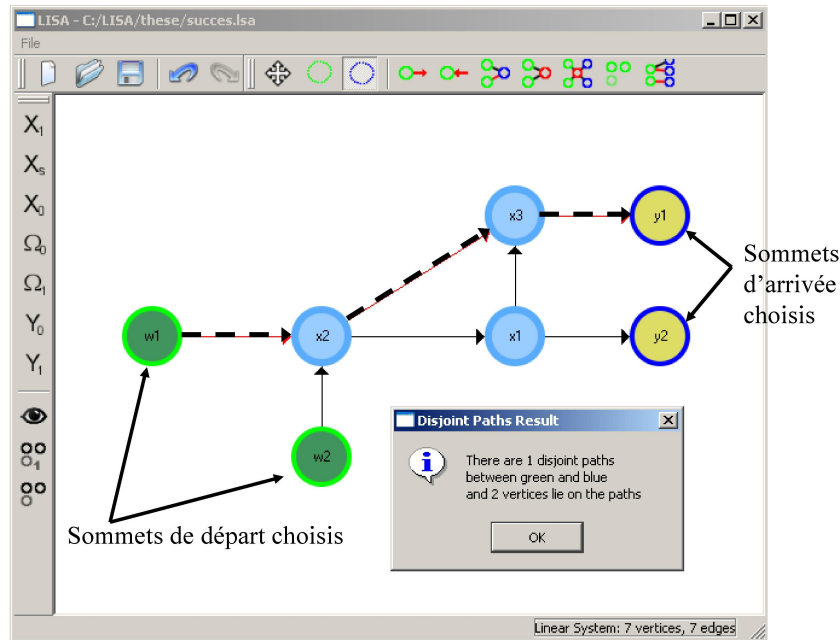 LISA - C:/LISA/these/succes.lsa
File
X1
Xs
X0
Ω0
Ω1
Y0
Y1
1
x3
y1
Sommets
d'arrivée
choisis
w1
x2
x1
y2
w2
Disjoint Paths Result
There are 1 disjoint paths
between green and blue
and 2 vertices lie on the paths
OK
Sommets de départ choisis
Linear System: 7 vertices, 7 edges